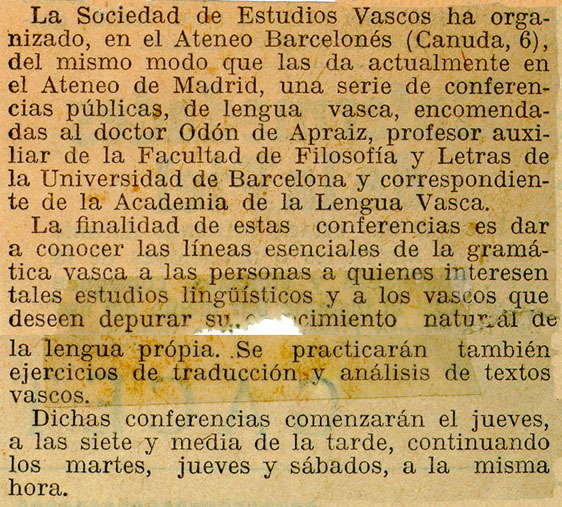 La Sociedad de Estudios Vascos ha orga-
nizado, en el Ateneo Barcelonés (Canuda, 6),
del mismo modo que las da actualmente en
el Ateneo de Madrid, una serie de conferen-
cias públicas, de lengua vasca, encomenda-
das al doctor Odón de Apraiz, profesor auxi-
liar de la Facultad de Filosofía y Letras de
la Universidad de Barcelona y correspondien-
te de la Academia de la Lengua Vasca.
La finalidad de estas conferencias es dar
a conocer las líneas esenciales de la gramá-
tica vasca a las personas a quienes interesen
tales estudios lingüísticos y a los vascos que
deseen depurar su cimiento natural de
la lengua própia. Se practicarán también
ejercicios de traducción y análisis de textos
vascos.
Dichas conferencias comenzarán el jueves,
a las siete y media de la tarde, continuando
los martes, jueves y sábados, a la misma
hora.